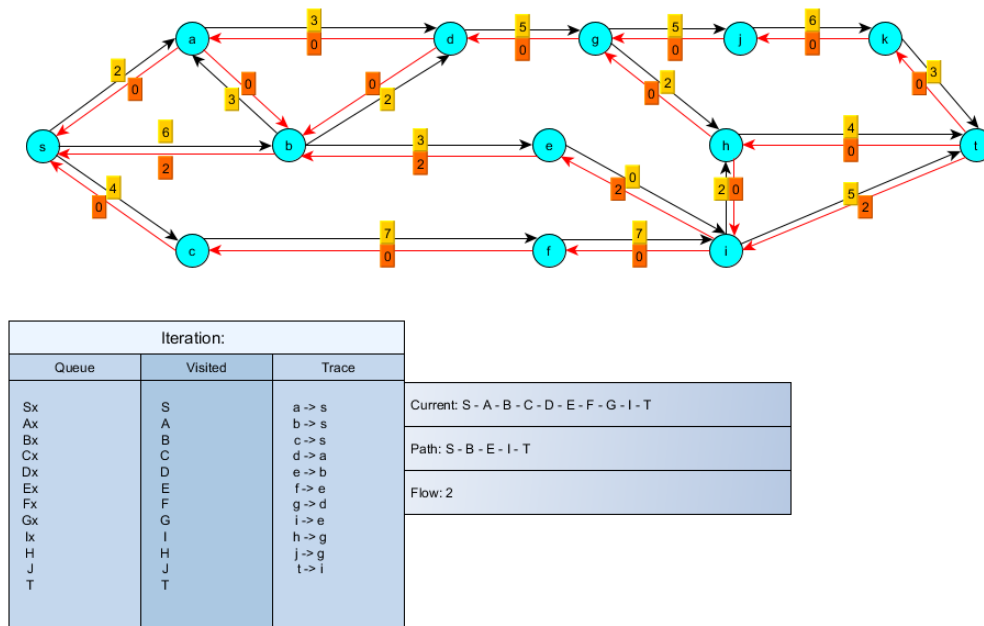 3
0
5
0
5
0
6
0
a
d
g
j
k
2
0
0
3
0
2
2
0
3
0
6
2
3
2
4
0
s
b
e
h
t
4
0
0
2
2
0
5
2
7
0
7
0
c
f
i
Iteration:
Queue Visited Trace
Sx S a -> s
Ax A b -> s
Bx B c -> s
Cx C d -> a
Dx D e -> b
Ex E f -> e
Fx F g -> d
Gx G i -> e
Ix I h -> g
H H j -> g
J J t -> i
T T
Current: S - A - B - C - D - E - F - G - I - T
Path: S - B - E - I - T
Flow: 2